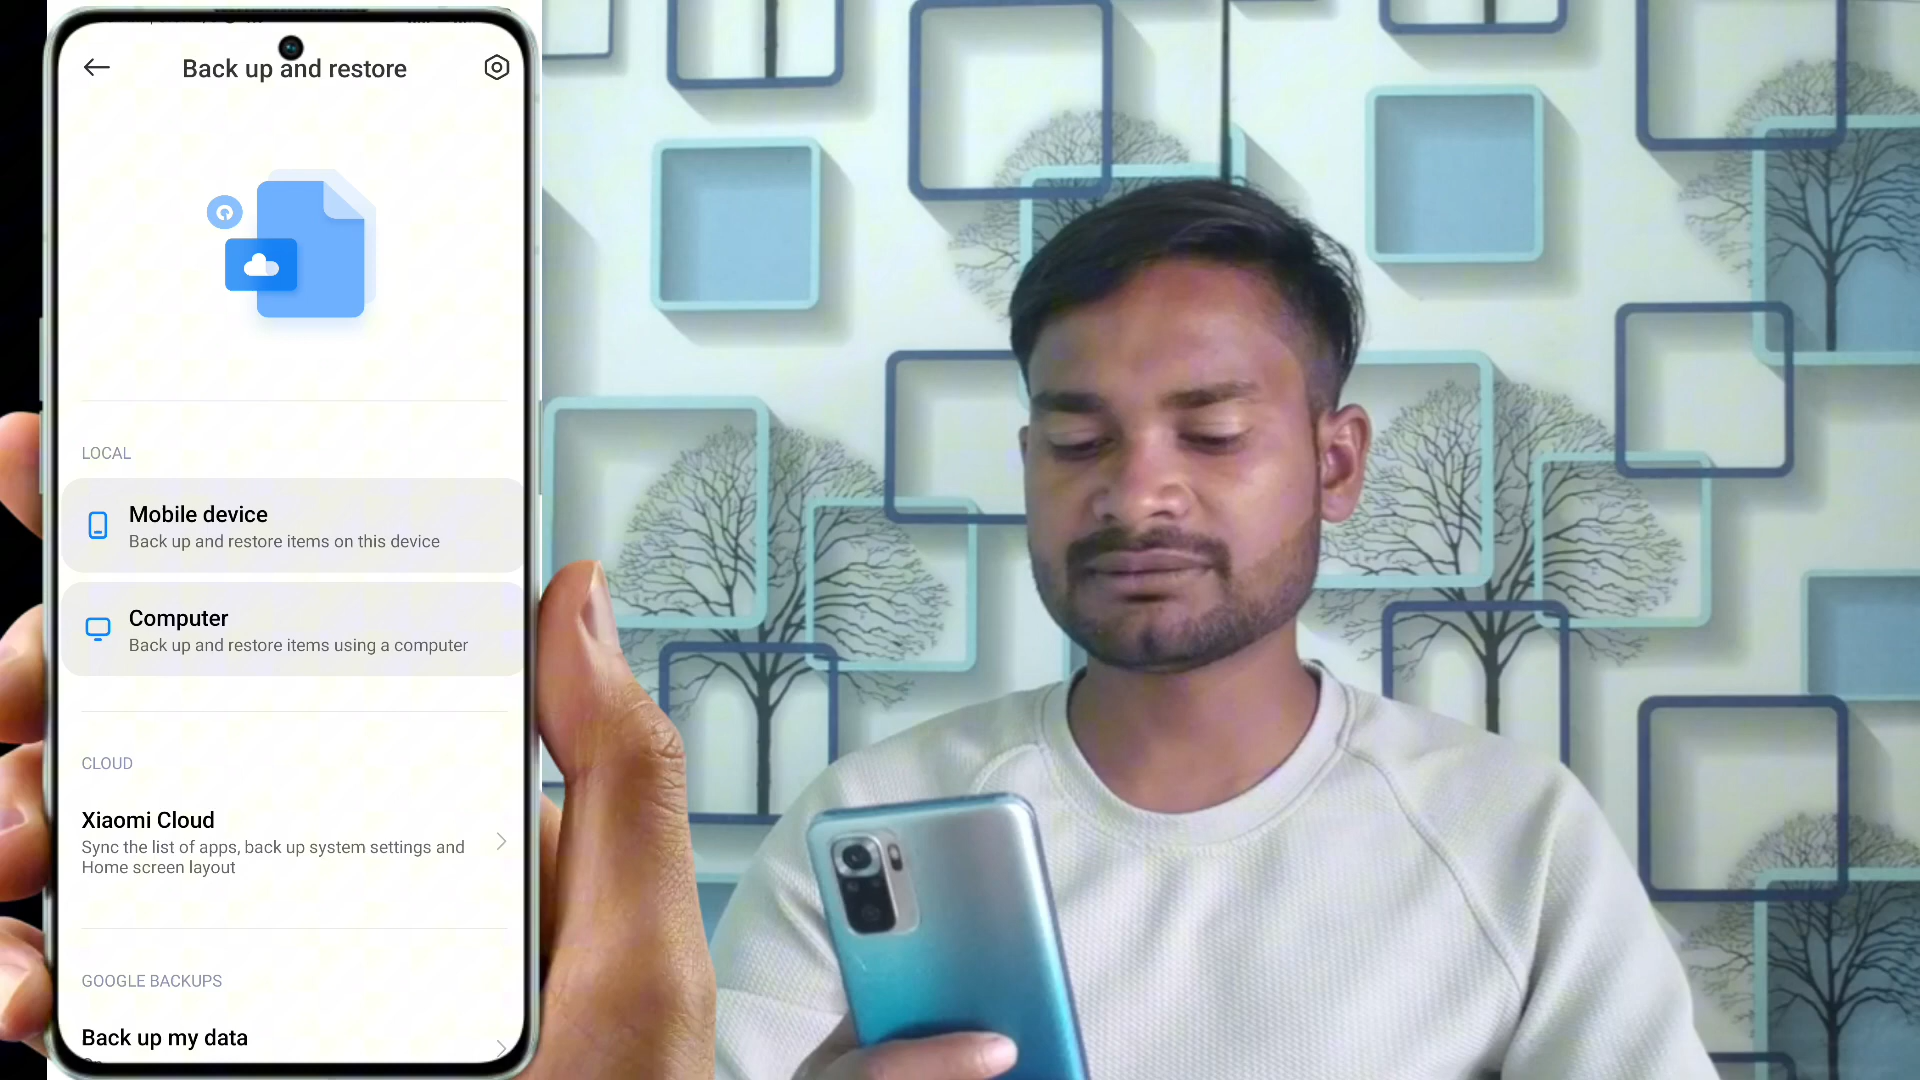 Back up and restore
LOCAL
Mobile device
Back up and restore items on this device
Computer
Back up and restore items using a computer
CLOUD
Xiaomi Cloud
Sync the list of apps, back up system settings and
Home screen layout
GOOGLE BACKUPS
Back up my data